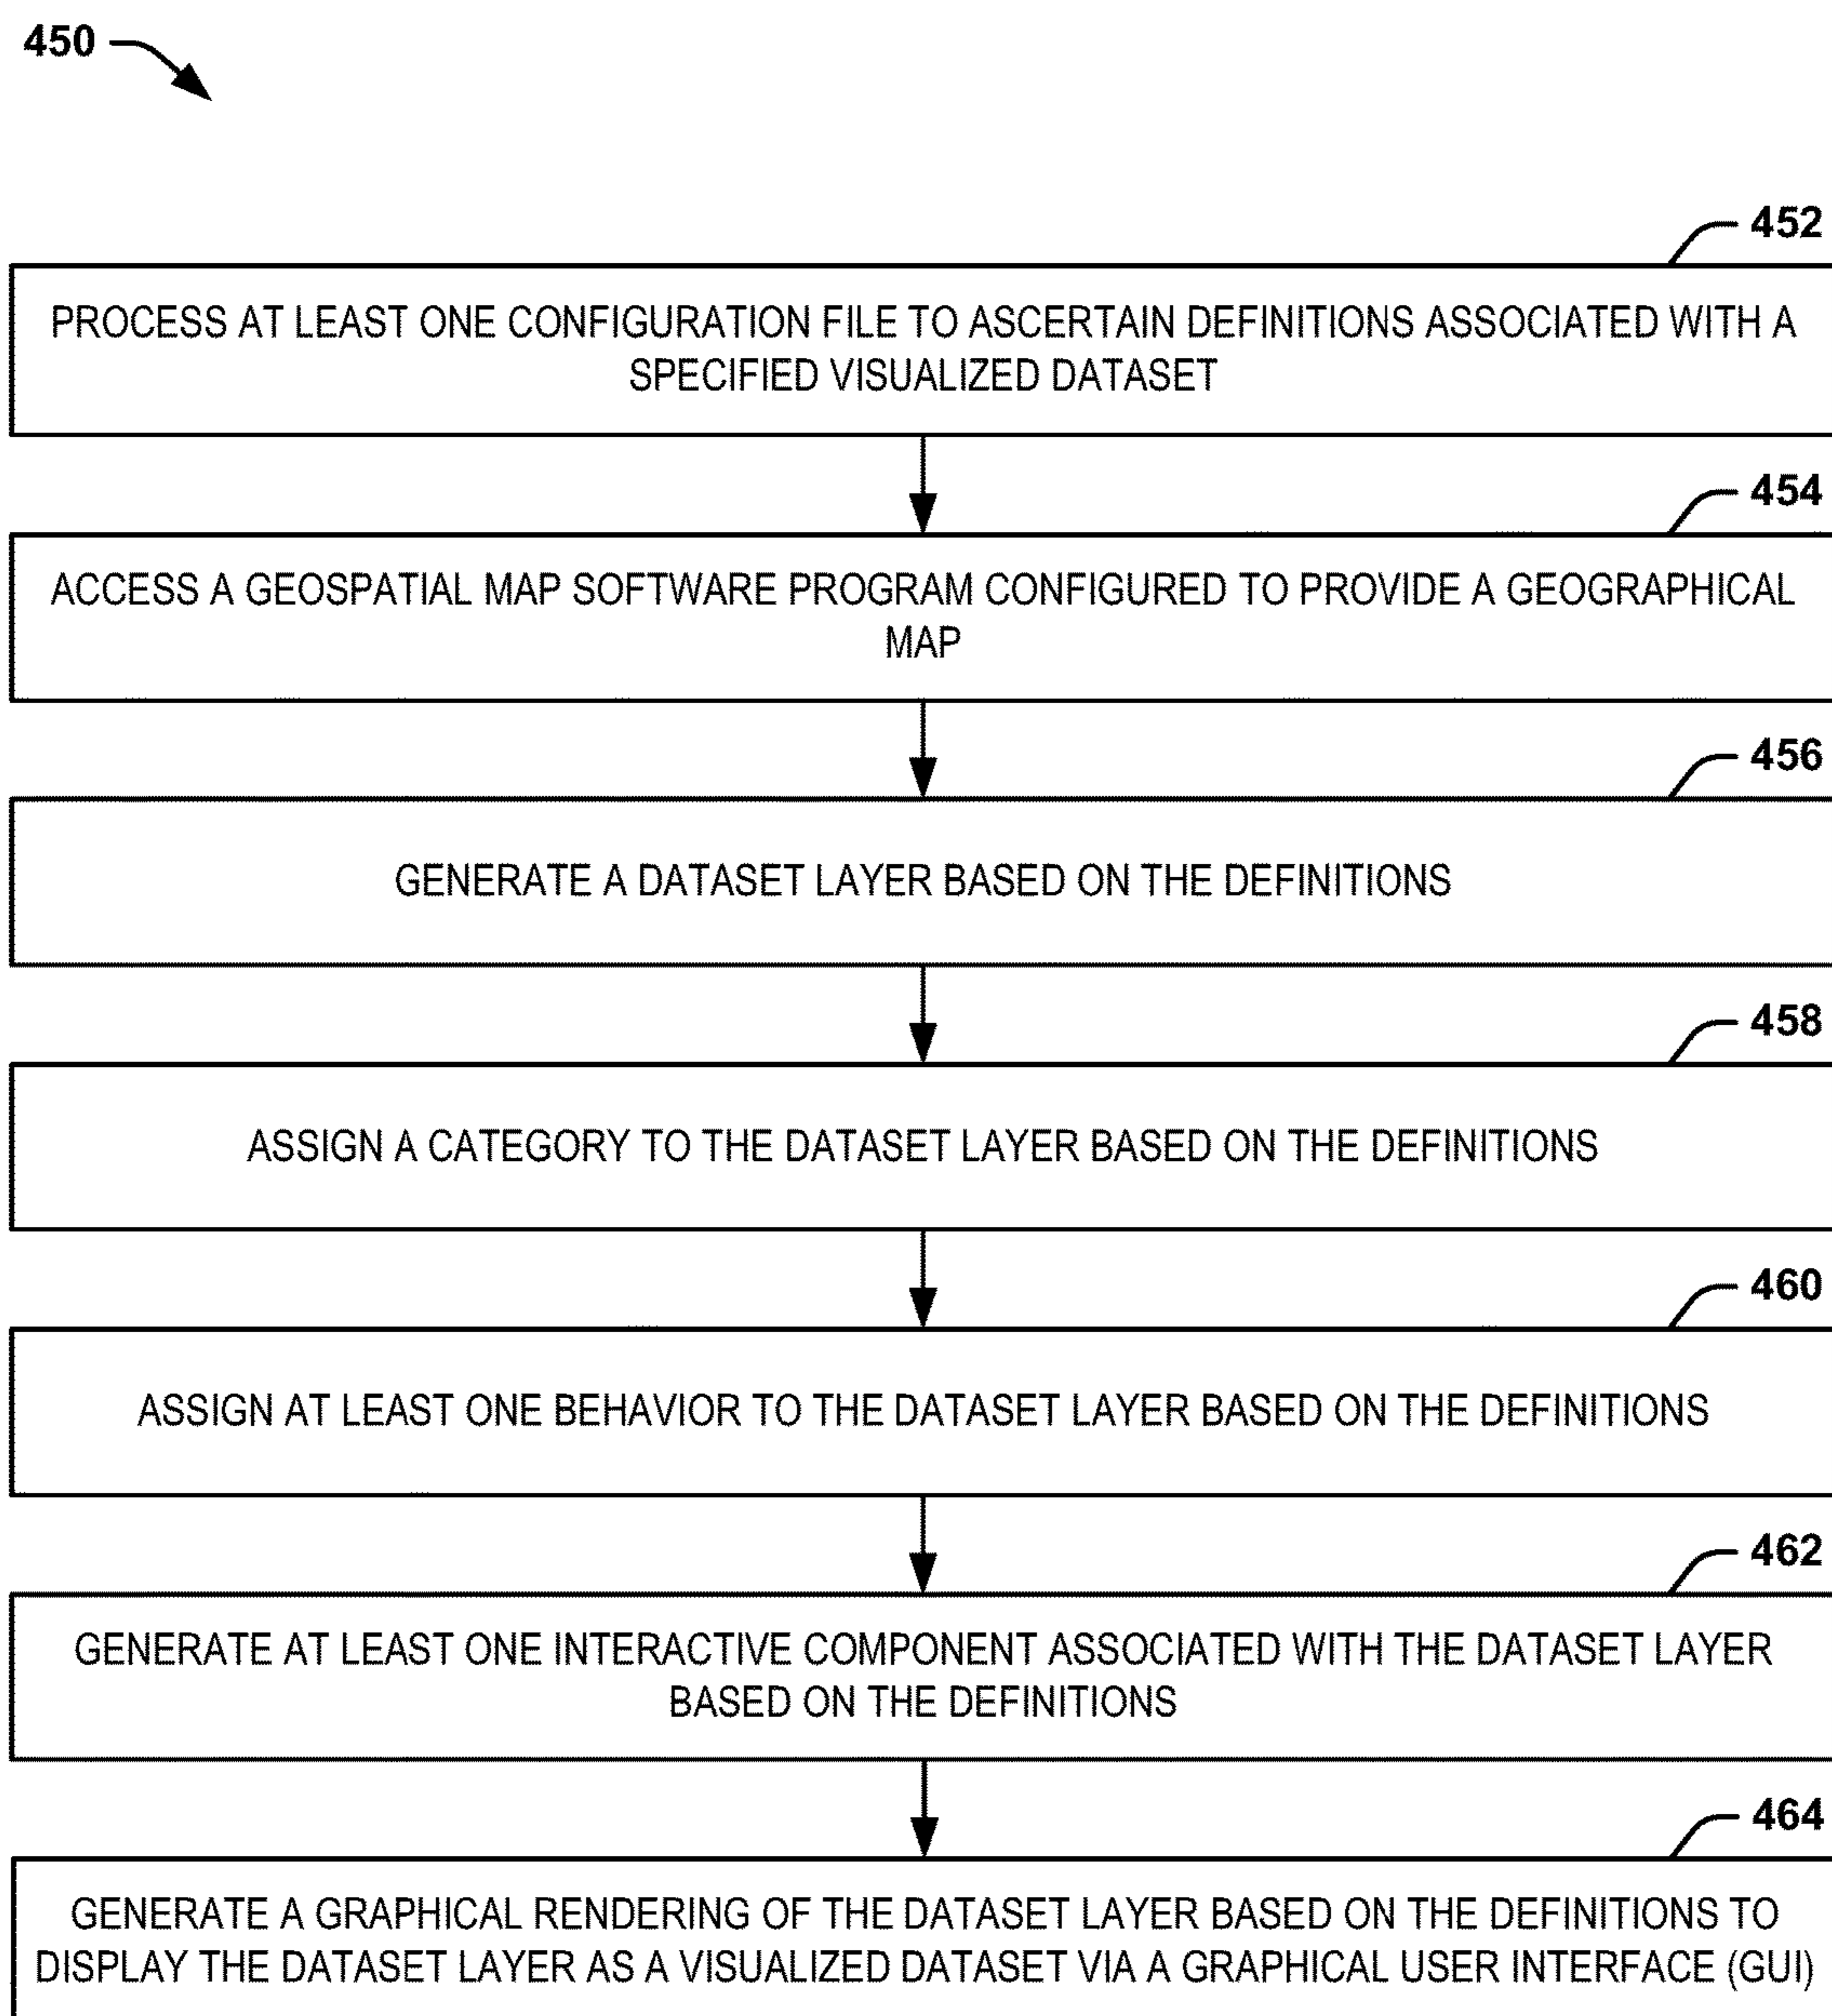 450
452
PROCESS AT LEAST ONE CONFIGURATION FILE TO ASCERTAIN DEFINITIONS ASSOCIATED WITH A
SPECIFIED VISUALIZED DATASET
454
ACCESS A GEOSPATIAL MAP SOFTWARE PROGRAM CONFIGURED TO PROVIDE A GEOGRAPHICAL
MAP
456
GENERATE A DATASET LAYER BASED ON THE DEFINITIONS
458
ASSIGN A CATEGORY TO THE DATASET LAYER BASED ON THE DEFINITIONS
460
ASSIGN AT LEAST ONE BEHAVIOR TO THE DATASET LAYER BASED ON THE DEFINITIONS
462
GENERATE AT LEAST ONE INTERACTIVE COMPONENT ASSOCIATED WITH THE DATASET LAYER
BASED ON THE DEFINITIONS
464
GENERATE A GRAPHICAL RENDERING OF THE DATASET LAYER BASED ON THE DEFINITIONS TO
DISPLAY THE DATASET LAYER AS A VISUALIZED DATASET VIA A GRAPHICAL USER INTERFACE (GUI)